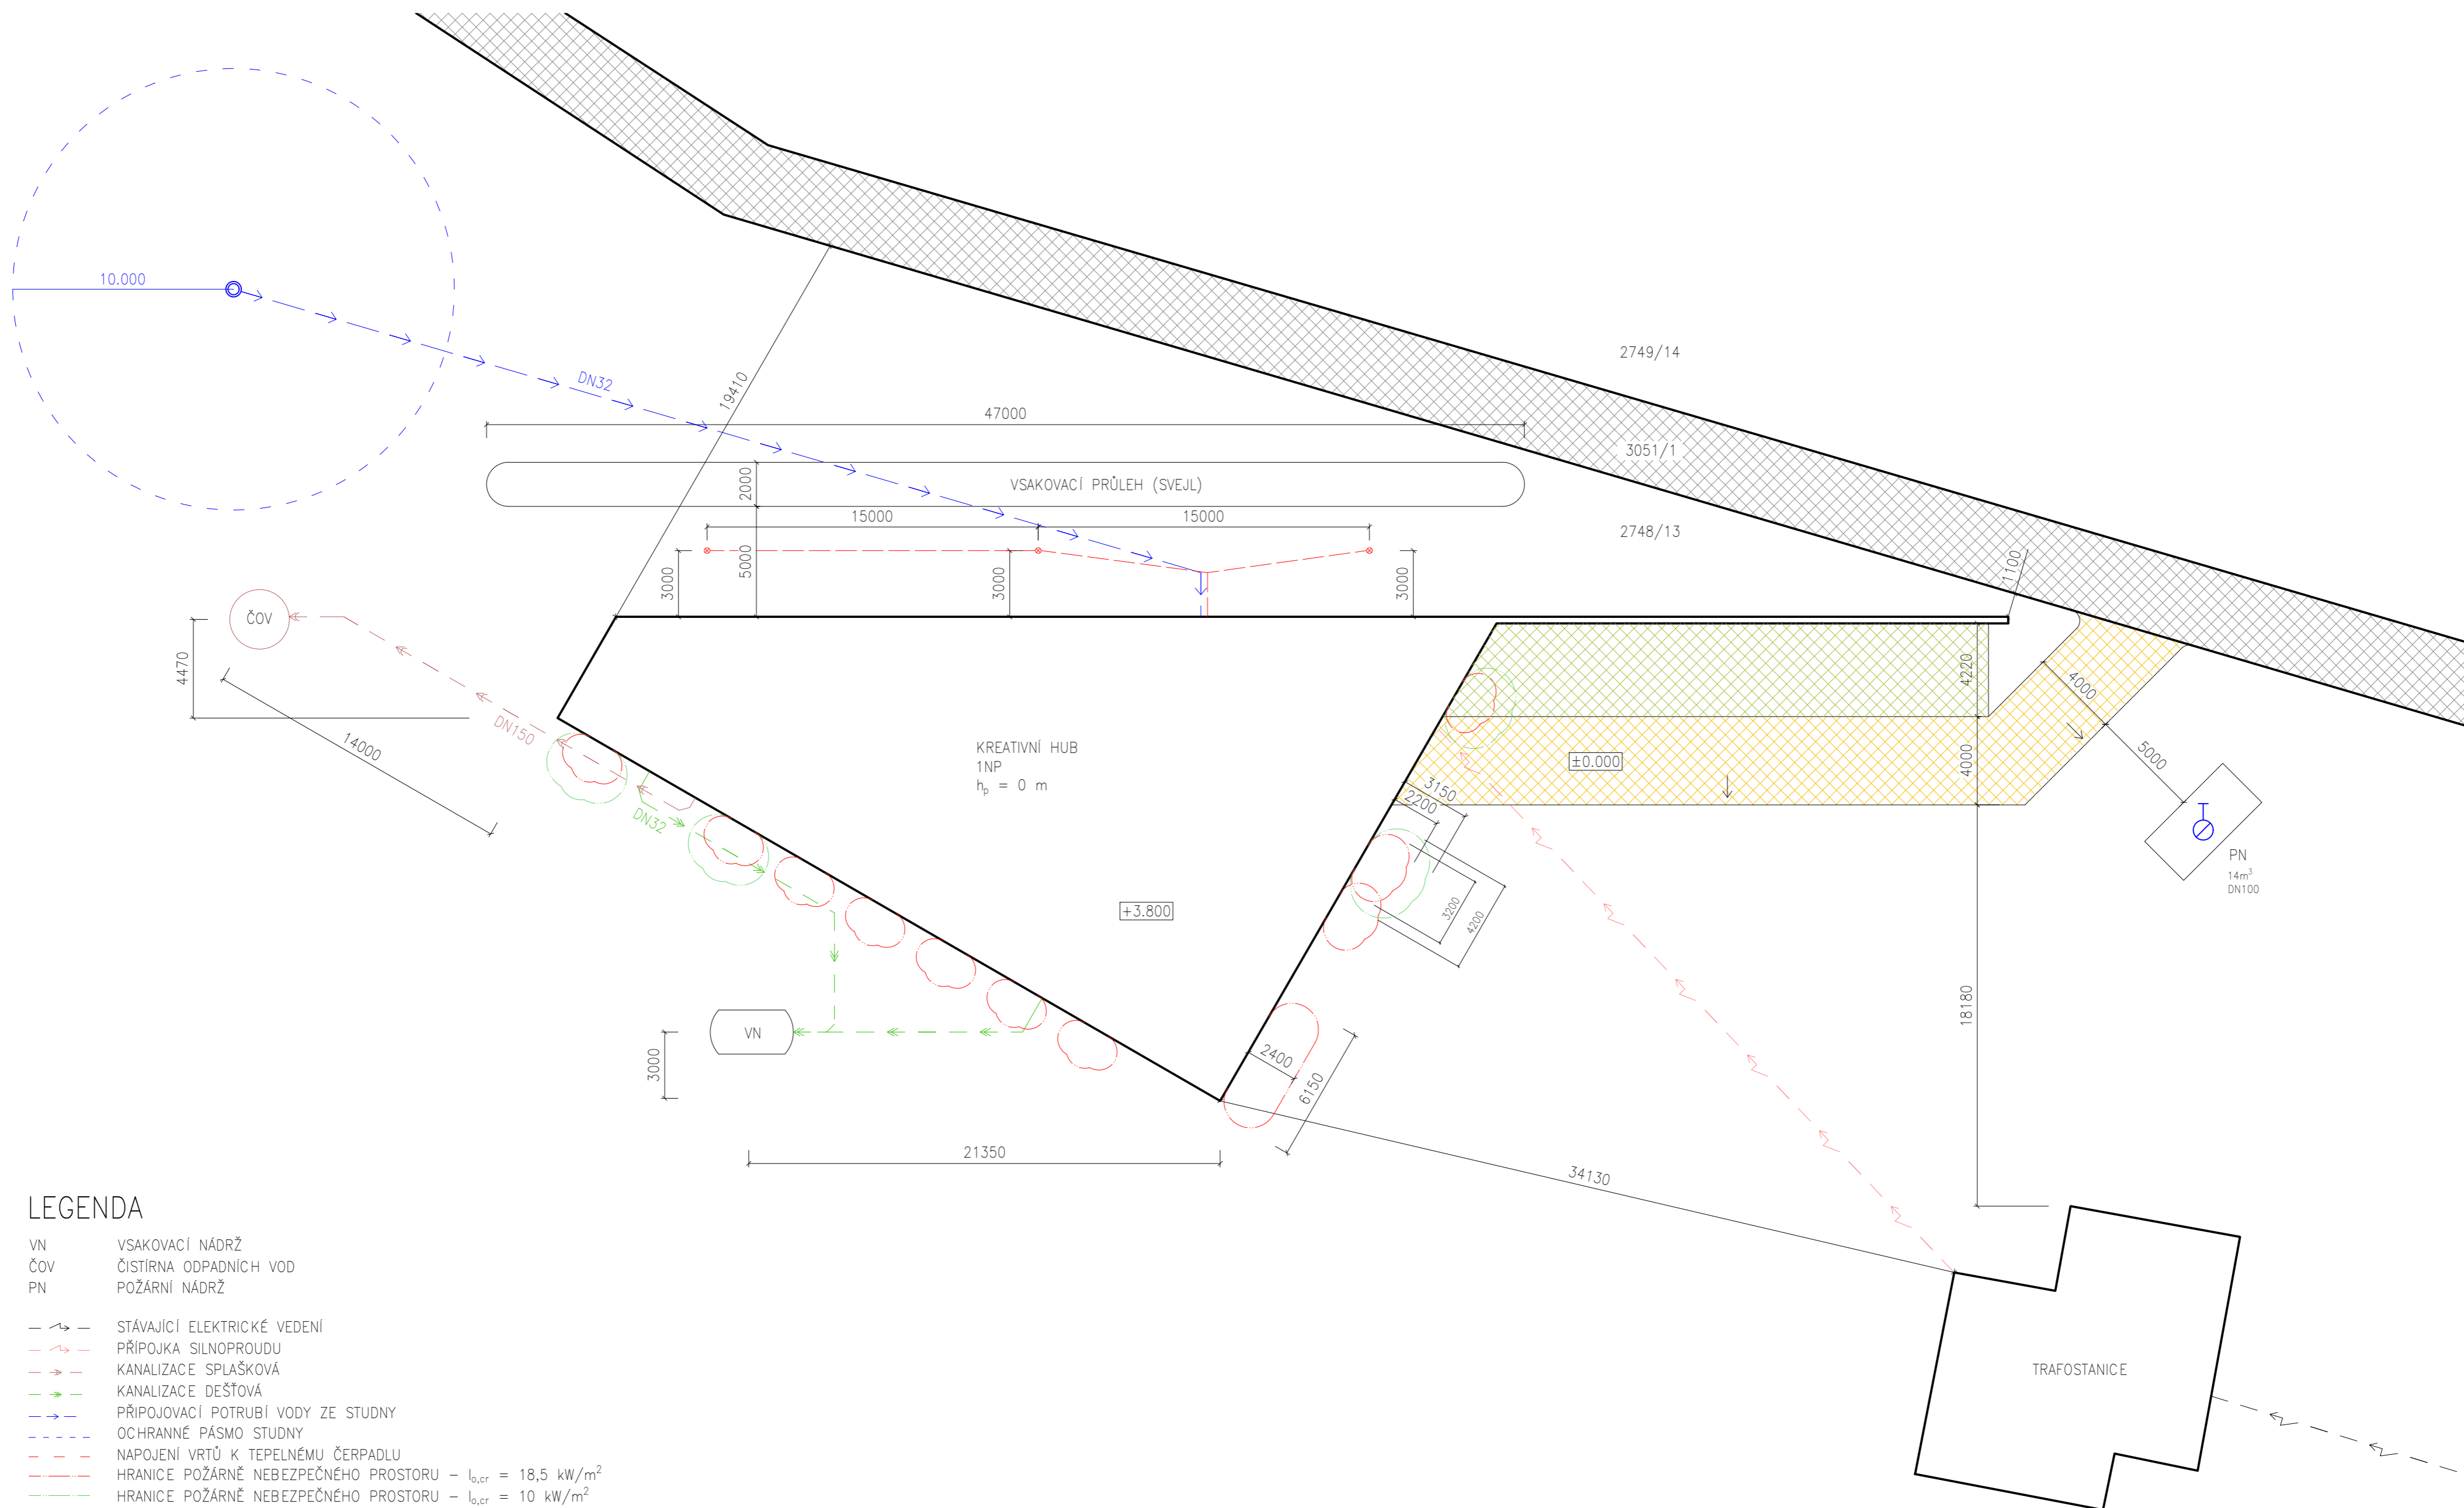 10.000
DN32
19410
47000
2749/14
3051/1
2748/13
2000
VSAKOVACÍ PRŮLEH (SVEJL)
15000
15000
5000
3000
3000
3000
1100
ČOV
4470
14000
DN150
DN32
KREATIVNÍ HUB
1NP
hₚ = 0 m
+3.800
±0.000
4220
4000
4000
5000
3150
2200
3200
4200
PN
14m³
DN100
18180
VN
3000
2400
6150
21350
34130
TRAFOSTANICE
LEGENDA
VN VSAKOVACÍ NÁDRŽ
ČOV ČISTÍRNA ODPADNÍCH VOD
PN POŽÁRNÍ NÁDRŽ
STÁVAJÍCÍ ELEKTRICKÉ VEDENÍ
PŘÍPOJKA SILNOPROUDU
KANALIZACE SPLAŠKOVÁ
KANALIZACE DEŠŤOVÁ
PŘIPOJOVACÍ POTRUBÍ VODY ZE STUDNY
OCHRANNÉ PÁSMO STUDNY
NAPOJENÍ VRTŮ K TEPELNÉMU ČERPADLU
HRANICE POŽÁRNĚ NEBEZPEČNÉHO PROSTORU – I₀,cr = 18,5 kW/m²
HRANICE POŽÁRNĚ NEBEZPEČNÉHO PROSTORU – I₀,cr = 10 kW/m²